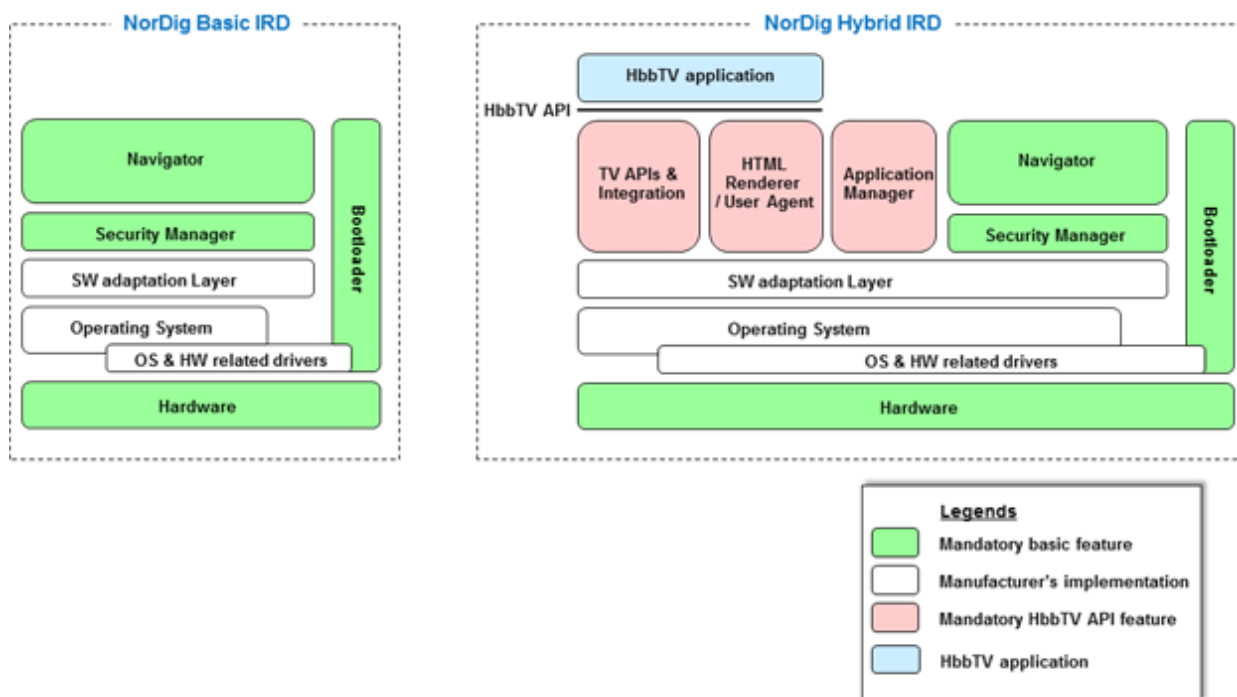 NorDig Basic IRD
Navigator
Security Manager
SW adaptation Layer
Operating System
OS & HW related drivers
Hardware
Bootloader
NorDig Hybrid IRD
HbbTV application
HbbTV API
TV APIs &
Integration
HTML
Renderer
/ User Agent
Application
Manager
Navigator
Security Manager
SW adaptation Layer
Operating System
OS & HW related drivers
Hardware
Bootloader
Legends
Mandatory basic feature
Manufacturer's implementation
Mandatory HbbTV API feature
HbbTV application